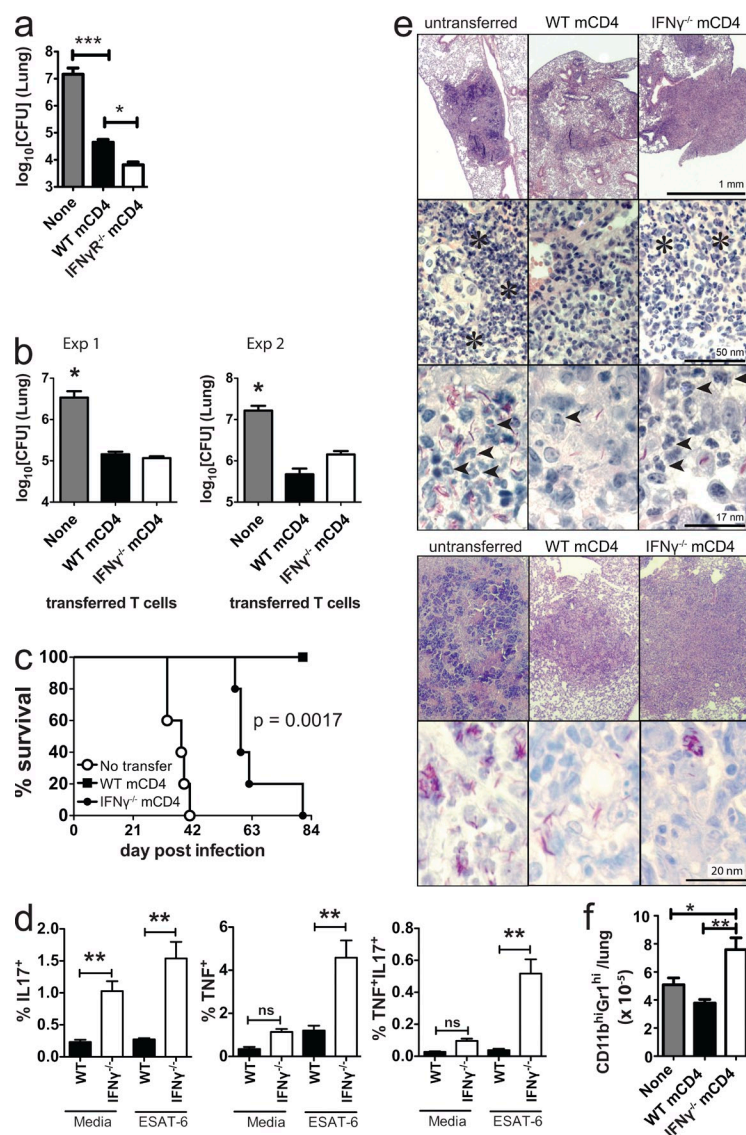 a
log10[CFU] (Lung)
8
7
6
5
4
3
***
*
None
WT mCD4
IFNγR-/- mCD4
b
Exp 1
log10[CFU] (Lung)
7
6
5
4
*
None
WT mCD4
IFNγ-/- mCD4
transferred T cells
Exp 2
log10[CFU] (Lung)
8
7
6
5
*
None
WT mCD4
IFNγ-/- mCD4
transferred T cells
c
% survival
100
80
60
40
20
0
p = 0.0017
No transfer
WT mCD4
IFNγ-/- mCD4
0 21 42 63 84
day post infection
d
% IL17+
2.0
1.5
1.0
0.5
0.0
**
**
WT
IFNγ-/-
WT
IFNγ-/-
Media
ESAT-6
% TNF+
6
4
2
0
ns
**
WT
IFNγ-/-
WT
IFNγ-/-
Media
ESAT-6
% TNF+IL17+
0.8
0.6
0.4
0.2
0.0
ns
**
WT
IFNγ-/-
WT
IFNγ-/-
Media
ESAT-6
e
untransferred WT mCD4 IFNγ-/- mCD4
1 mm
* * *
* *
50 nm
17 nm
untransferred WT mCD4 IFNγ-/- mCD4
20 nm
f
CD11bhiGr1hi /lung
(x 10-5)
10
8
6
4
2
0
*
**
None
WT mCD4
IFNγ-/- mCD4